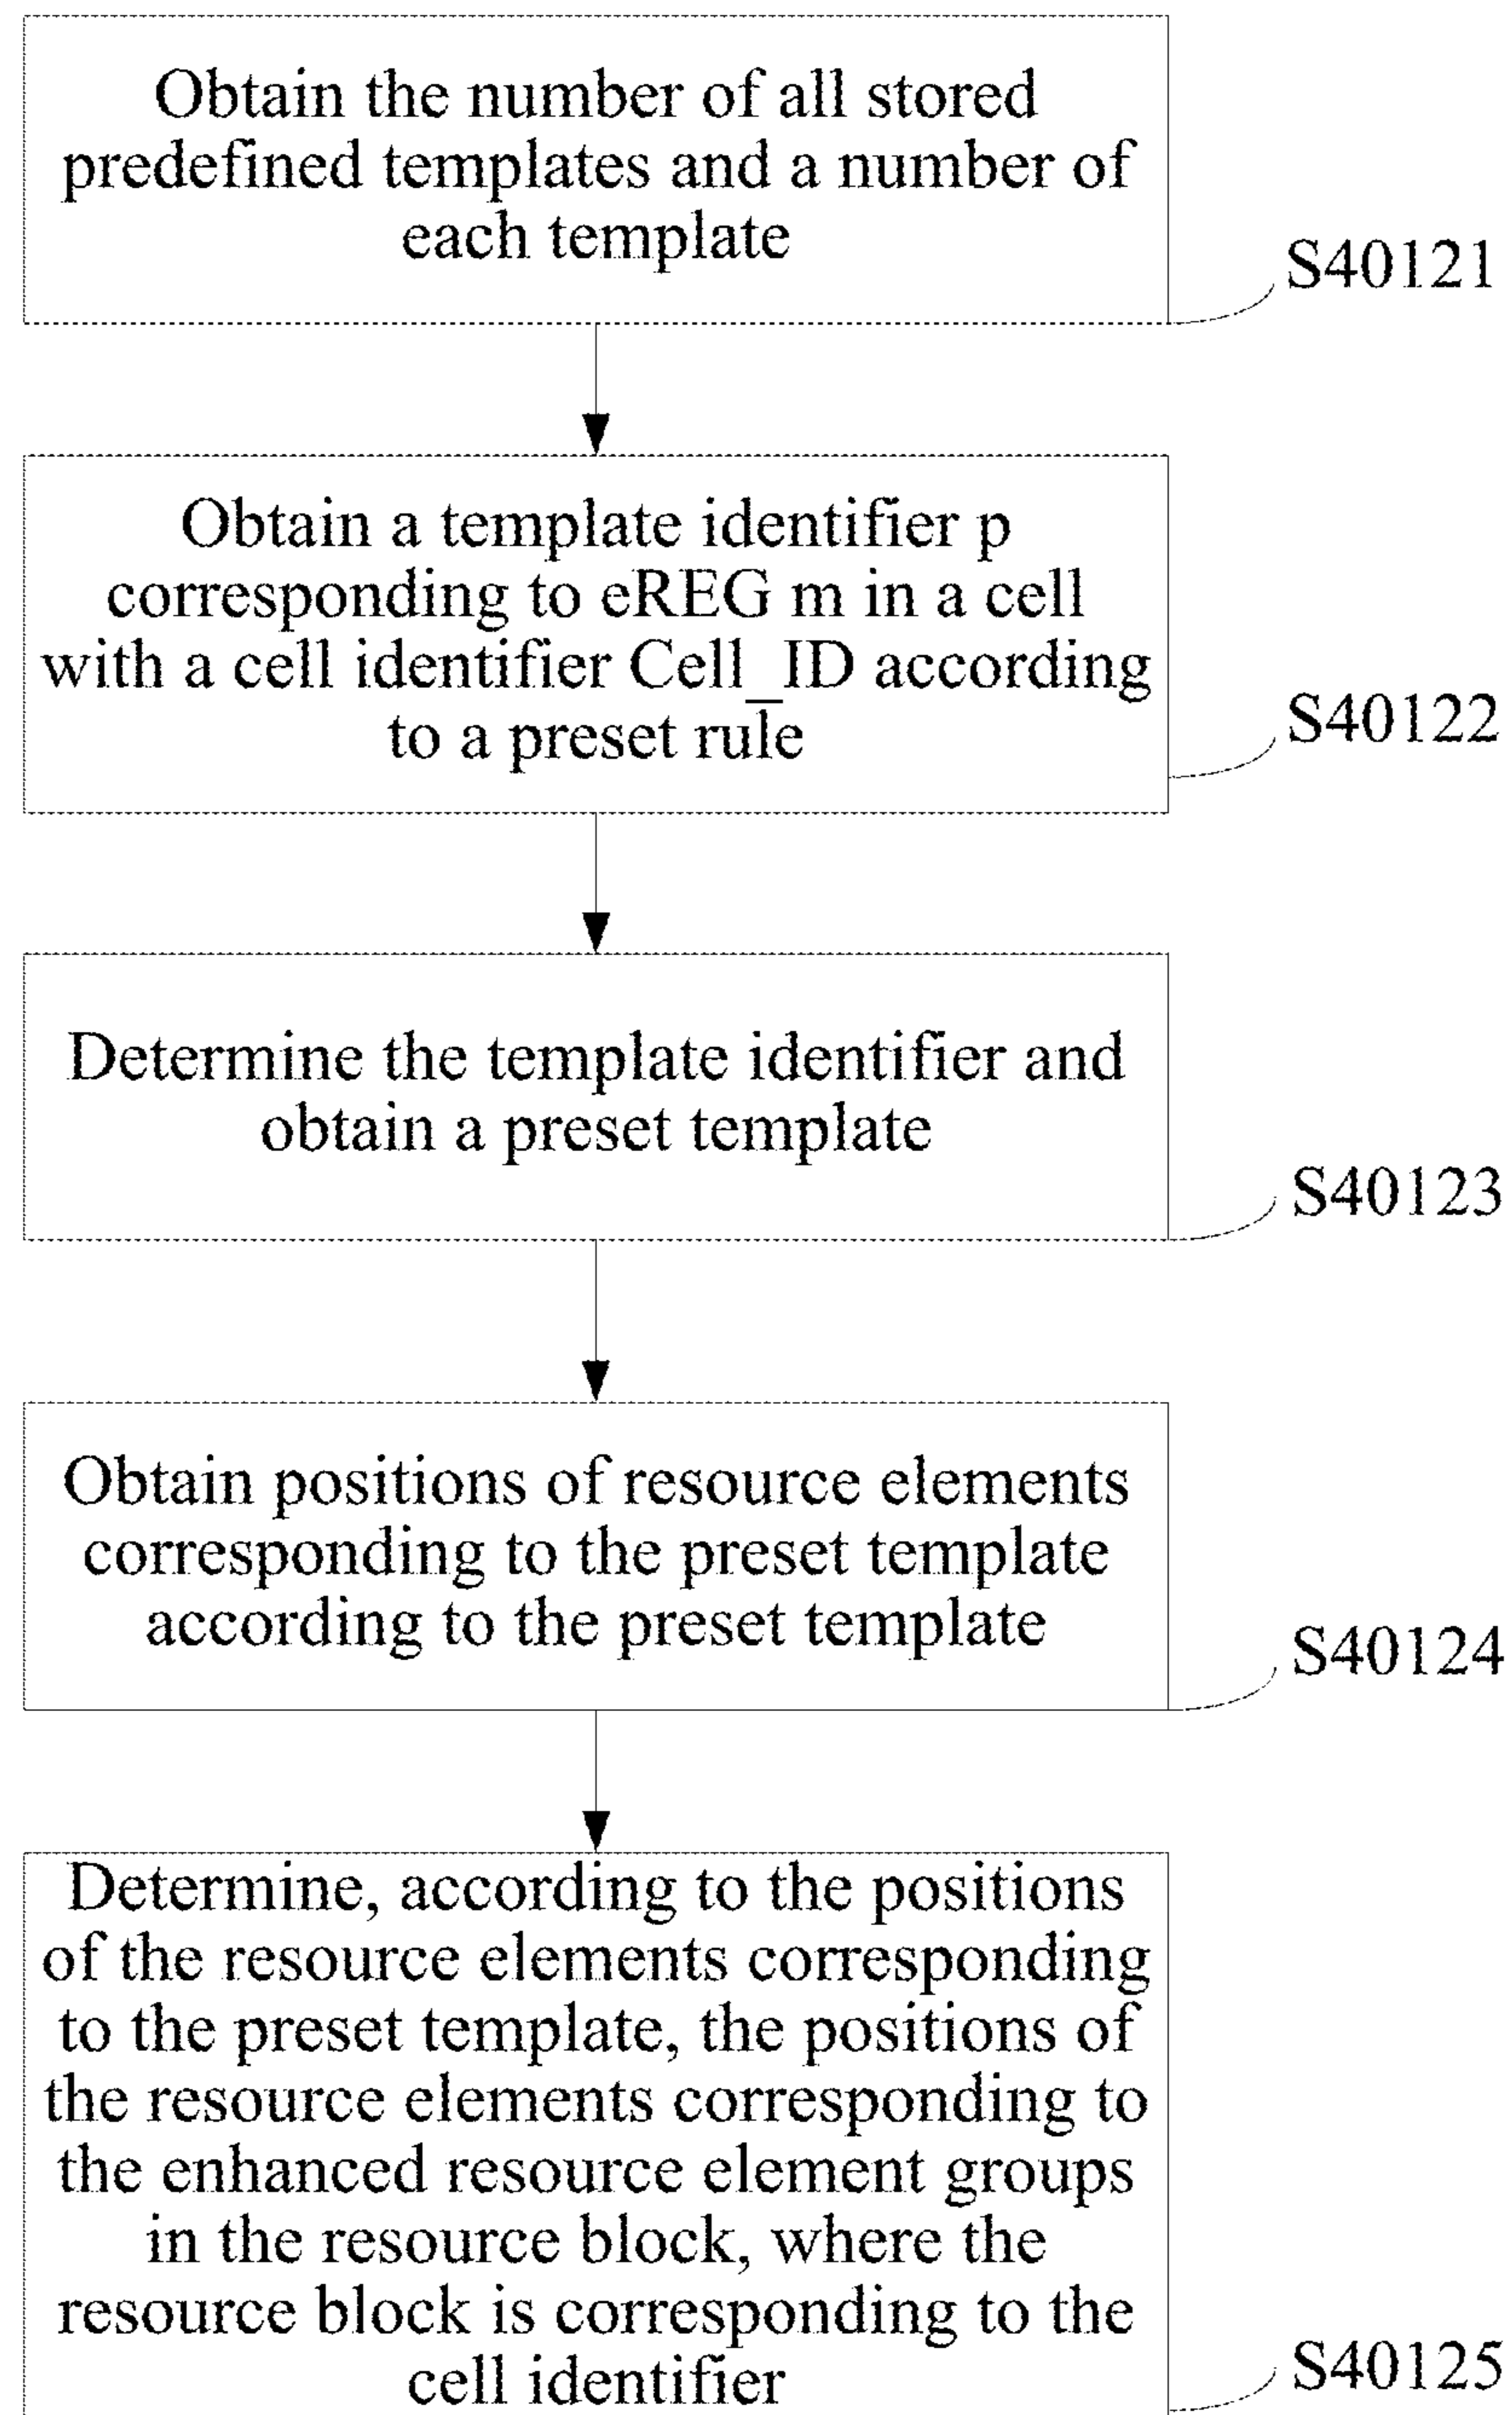 Obtain the number of all stored
predefined templates and a number of
each template
S40121
Obtain a template identifier p
corresponding to eREG m in a cell
with a cell identifier Cell_ID according
to a preset rule
S40122
Determine the template identifier and
obtain a preset template
S40123
Obtain positions of resource elements
corresponding to the preset template
according to the preset template
S40124
Determine, according to the positions
of the resource elements corresponding
to the preset template, the positions of
the resource elements corresponding to
the enhanced resource element groups
in the resource block, where the
resource block is corresponding to the
cell identifier
S40125